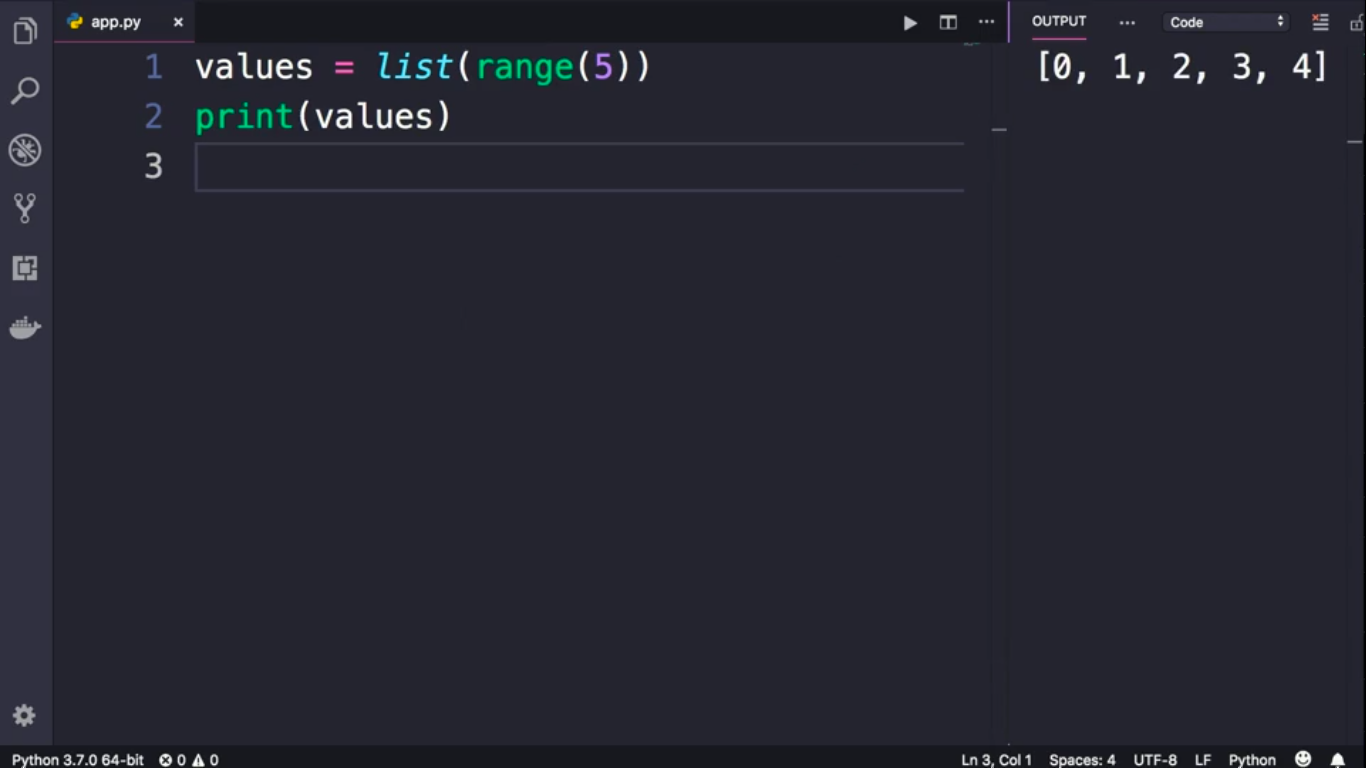 app.py
OUTPUT
Code
1 values = list(range(5))
2 print(values)
3
[0, 1, 2, 3, 4]
Python 3.7.0 64-bit 0 0 Ln 3, Col 1 Spaces: 4 UTF-8 LF Python